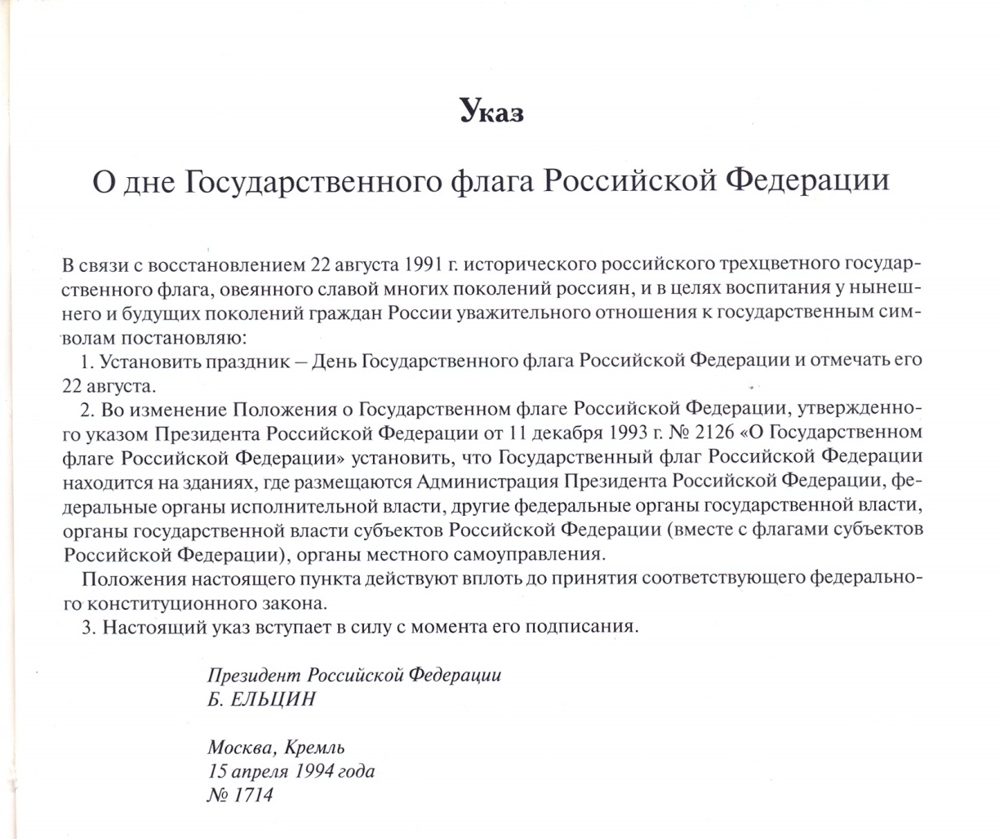 Указ
О дне Государственного флага Российской Федерации
В связи с восстановлением 22 августа 1991 г. исторического российского трехцветного государ-
ственного флага, овеянного славой многих поколений россиян, и в целях воспитания у нынеш-
него и будущих поколений граждан России уважительного отношения к государственным сим-
волам постановляю:
1. Установить праздник – День Государственного флага Российской Федерации и отмечать его
22 августа.
2. Во изменение Положения о Государственном флаге Российской Федерации, утвержденно-
го указом Президента Российской Федерации от 11 декабря 1993 г. № 2126 «О Государственном
флаге Российской Федерации» установить, что Государственный флаг Российской Федерации
находится на зданиях, где размещаются Администрация Президента Российской Федерации, фе-
деральные органы исполнительной власти, другие федеральные органы государственной власти,
органы государственной власти субъектов Российской Федерации (вместе с флагами субъектов
Российской Федерации), органы местного самоуправления.
Положения настоящего пункта действуют вплоть до принятия соответствующего федерально-
го конституционного закона.
3. Настоящий указ вступает в силу с момента его подписания.
Президент Российской Федерации
Б. ЕЛЬЦИН
Москва, Кремль
15 апреля 1994 года
№ 1714